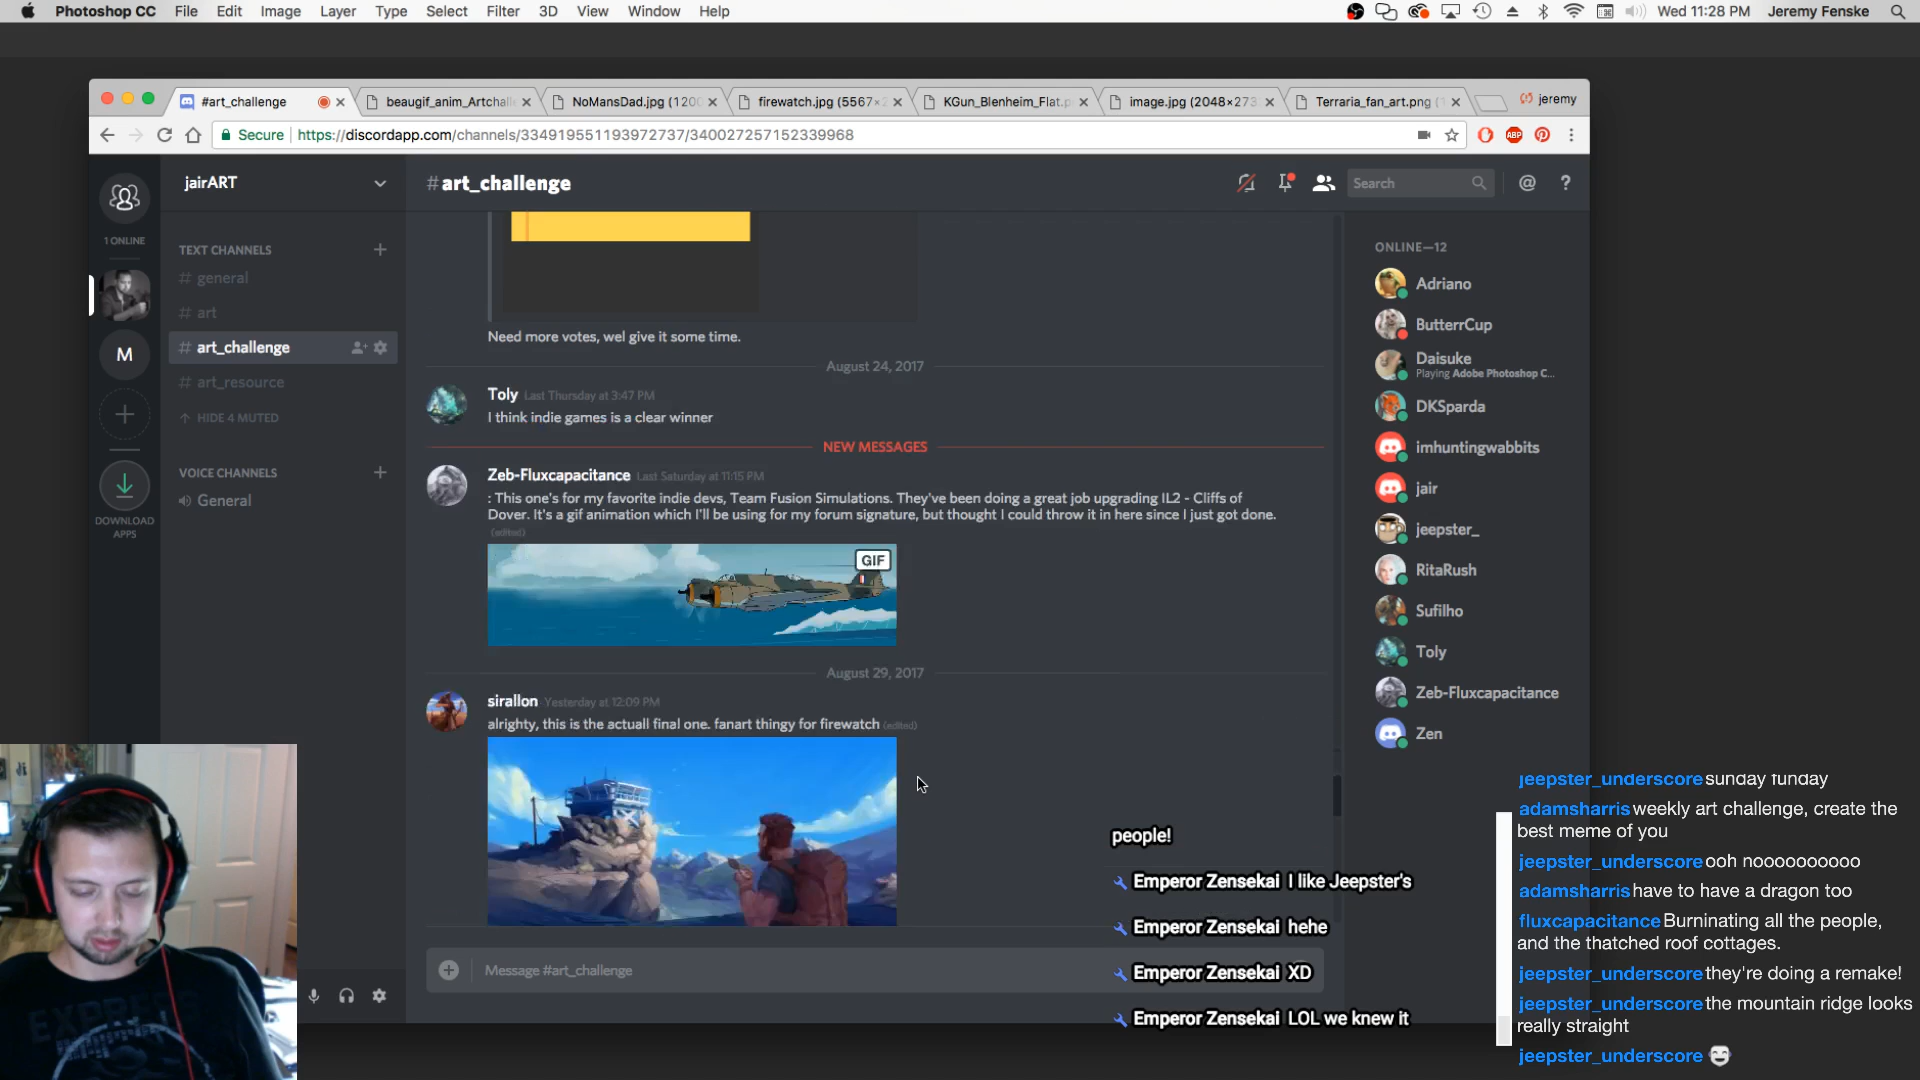 Photoshop CC File Edit Image Layer Type Select Filter 3D View Window Help Wed 11:28 PM Jeremy Fenske
#art_challenge beaugif_anim_Artchall NoMansDad.jpg (1200 firewatch.jpg (5567×2 KGun_Blenheim_Flat.p image.jpg (2048×273 Terraria_fan_art.png ( jeremy
Secure https://discordapp.com/channels/334919551193972737/340027257152339968 ABP
jairART #art_challenge Search
1 ONLINE
M
DOWNLOAD
APPS
TEXT CHANNELS
# general
# art
# art_challenge
# art_resource
HIDE 4 MUTED
VOICE CHANNELS
General
Need more votes, wel give it some time.
August 24, 2017
Toly Last Thursday at 3:47 PM
I think indie games is a clear winner
NEW MESSAGES
Zeb-Fluxcapacitance Last Saturday at 11:15 PM
: This one's for my favorite indie devs, Team Fusion Simulations. They've been doing a great job upgrading IL2 - Cliffs of
Dover. It's a gif animation which I'll be using for my forum signature, but thought I could throw it in here since I just got done.
(edited)
GIF
August 29, 2017
sirallon Yesterday at 12:09 PM
alrighty, this is the actuall final one. fanart thingy for firewatch (edited)
Message #art_challenge
ONLINE—12
Adriano
ButterrCup
Daisuke
Playing Adobe Photoshop C...
DKSparda
imhuntingwabbits
jair
jeepster_
RitaRush
Sufilho
Toly
Zeb-Fluxcapacitance
Zen
people!
Emperor Zensekai I like Jeepster's
Emperor Zensekai hehe
Emperor Zensekai XD
Emperor Zensekai LOL we knew it
jeepster_underscore sunday funday
adamsharris weekly art challenge, create the
best meme of you
jeepster_underscore ooh noooooooooo
adamsharris have to have a dragon too
fluxcapacitance Burninating all the people,
and the thatched roof cottages.
jeepster_underscore they're doing a remake!
jeepster_underscore the mountain ridge looks
really straight
jeepster_underscore